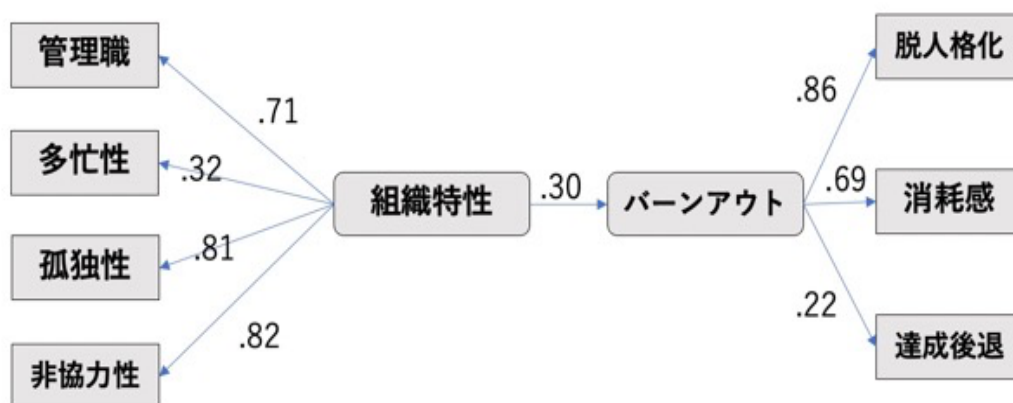 管理職
多忙性
孤独性
非協力性
.71
.32
.81
.82
組織特性
.30
バーンアウト
.86
.69
.22
脱人格化
消耗感
達成後退